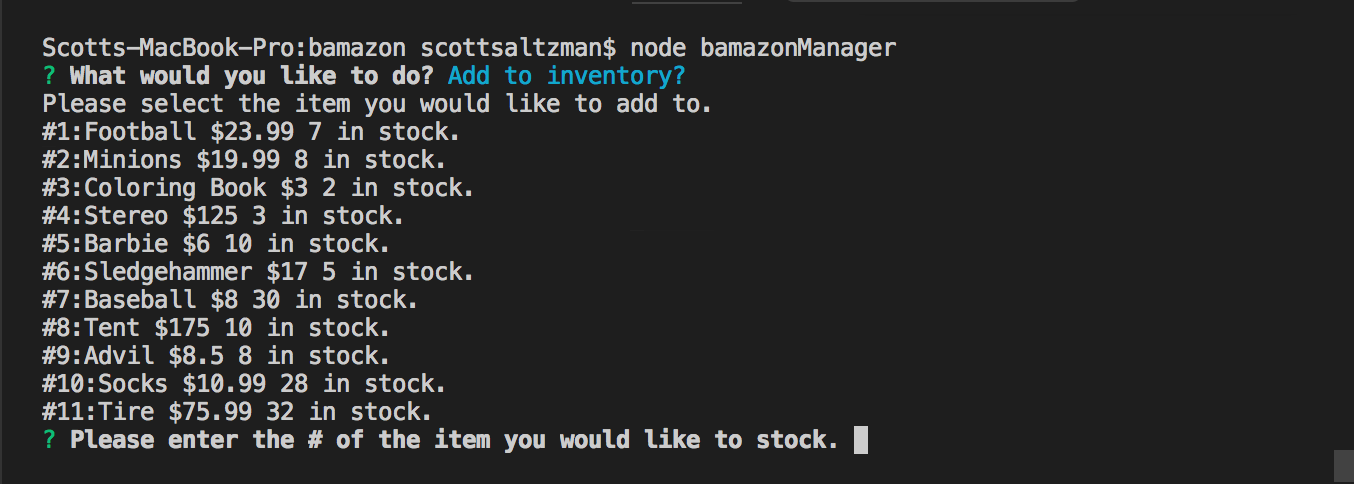 Scotts-MacBook-Pro:bamazon scottsaltzman$ node bamazonManager
? What would you like to do? Add to inventory?
Please select the item you would like to add to.
#1:Football $23.99 7 in stock.
#2:Minions $19.99 8 in stock.
#3:Coloring Book $3 2 in stock.
#4:Stereo $125 3 in stock.
#5:Barbie $6 10 in stock.
#6:Sledgehammer $17 5 in stock.
#7:Baseball $8 30 in stock.
#8:Tent $175 10 in stock.
#9:Advil $8.5 8 in stock.
#10:Socks $10.99 28 in stock.
#11:Tire $75.99 32 in stock.
? Please enter the # of the item you would like to stock.